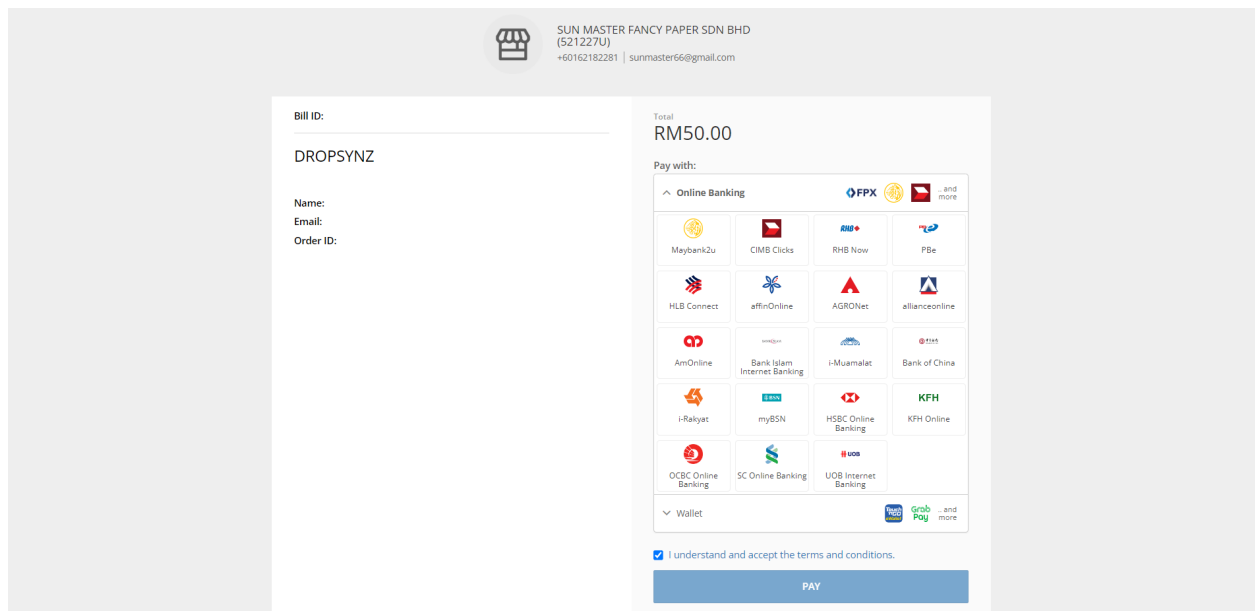 SUN MASTER FANCY PAPER SDN BHD
(521227U)
+60162182281 | sunmaster66@gmail.com
Bill ID:
DROPSYNZ
Name:
Email:
Order ID:
Total
RM50.00
Pay with:
Online Banking
FPX
... and
more
Maybank2u
CIMB Clicks
RHB
RHB Now
PBe
HLB Connect
affinOnline
AGRONet
allianceonline
AmOnline
Bank Islam
Internet Banking
i-Muamalat
Bank of China
i-Rakyat
BSN
myBSN
HSBC Online
Banking
KFH
KFH Online
OCBC Online
Banking
SC Online Banking
UOB
UOB Internet
Banking
Wallet
Touch
'n GO
Grab
Pay
... and
more
I understand and accept the terms and conditions.
PAY